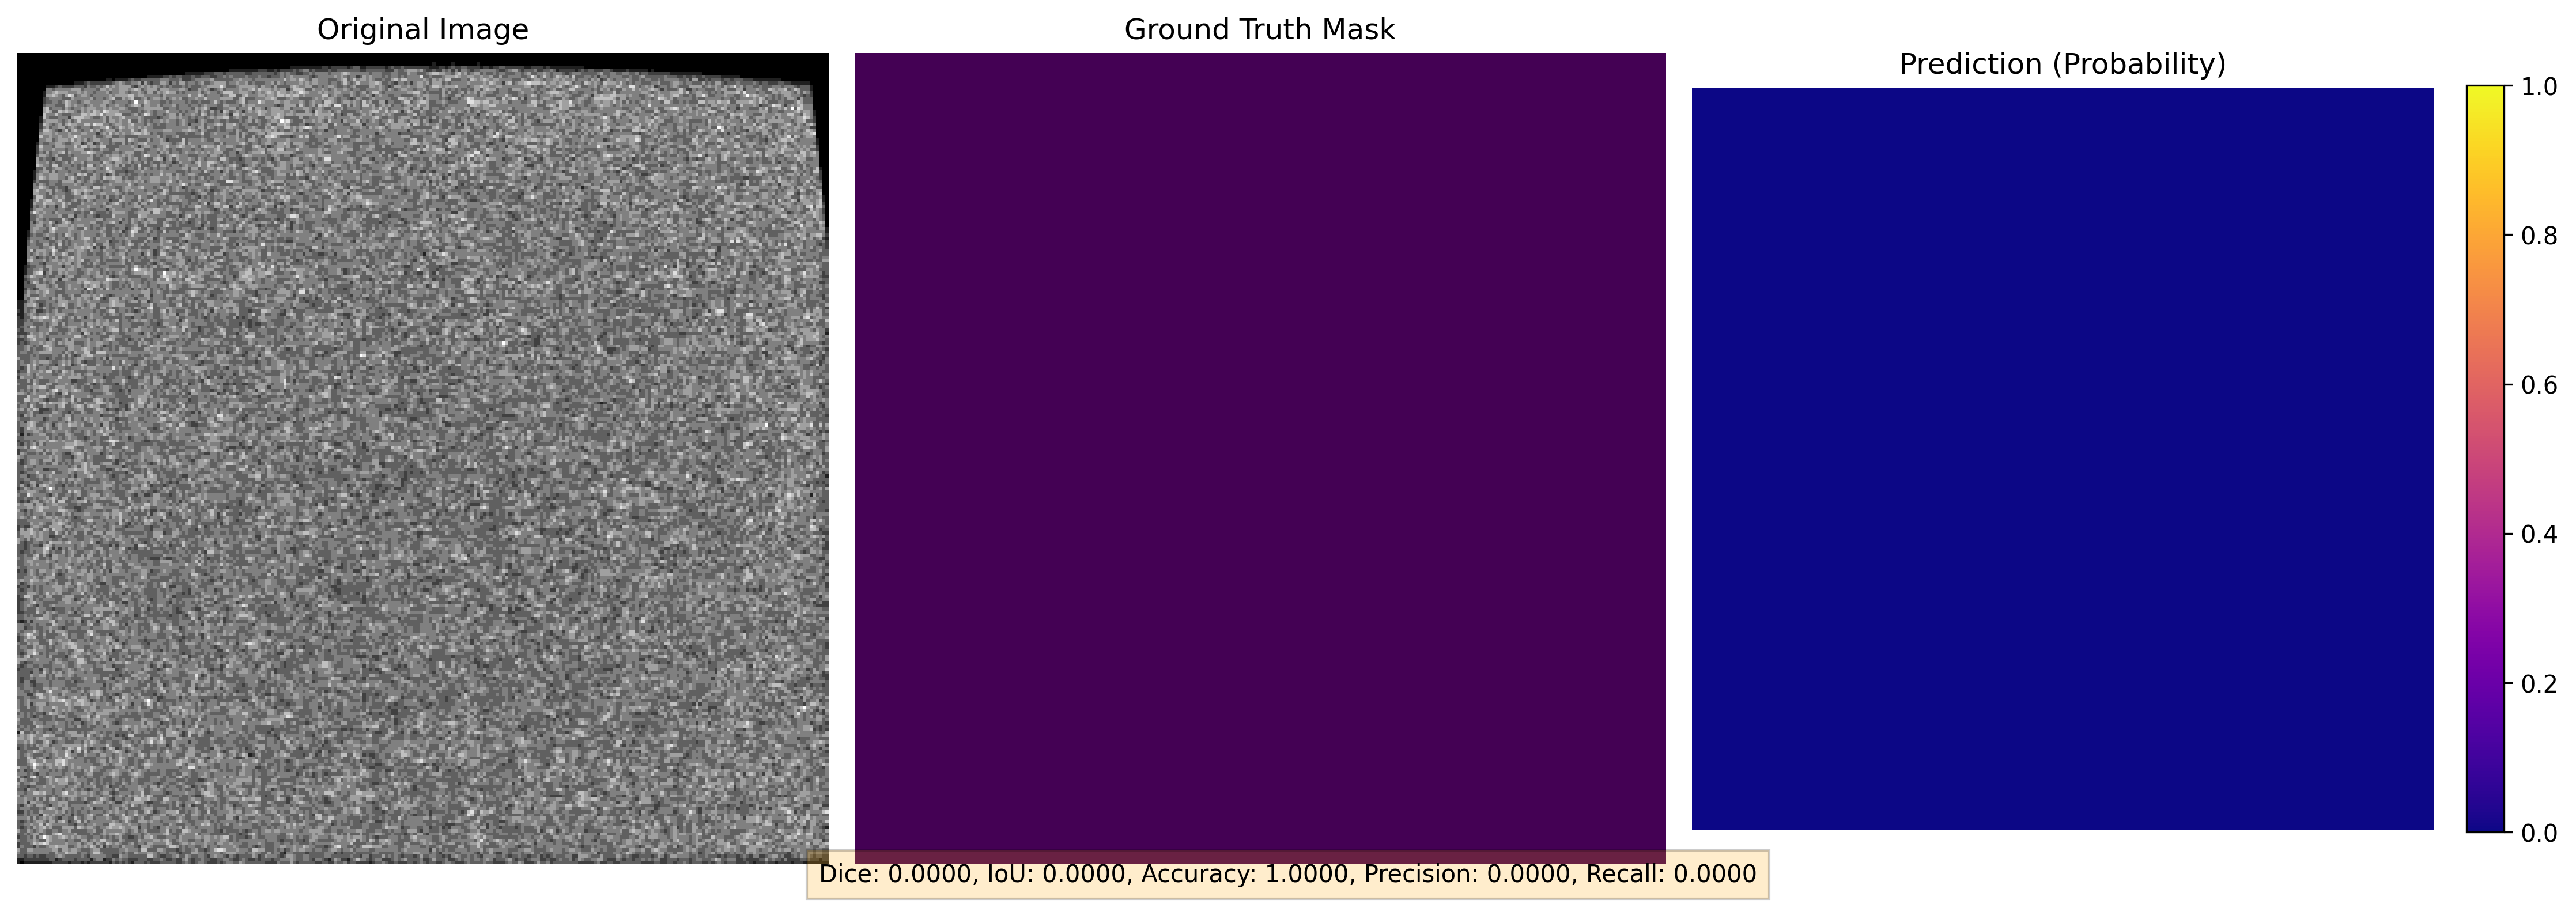 Original Image
Ground Truth Mask
Prediction (Probability)
1.0
0.8
0.6
0.4
0.2
0.0
Dice: 0.0000, IoU: 0.0000, Accuracy: 1.0000, Precision: 0.0000, Recall: 0.0000